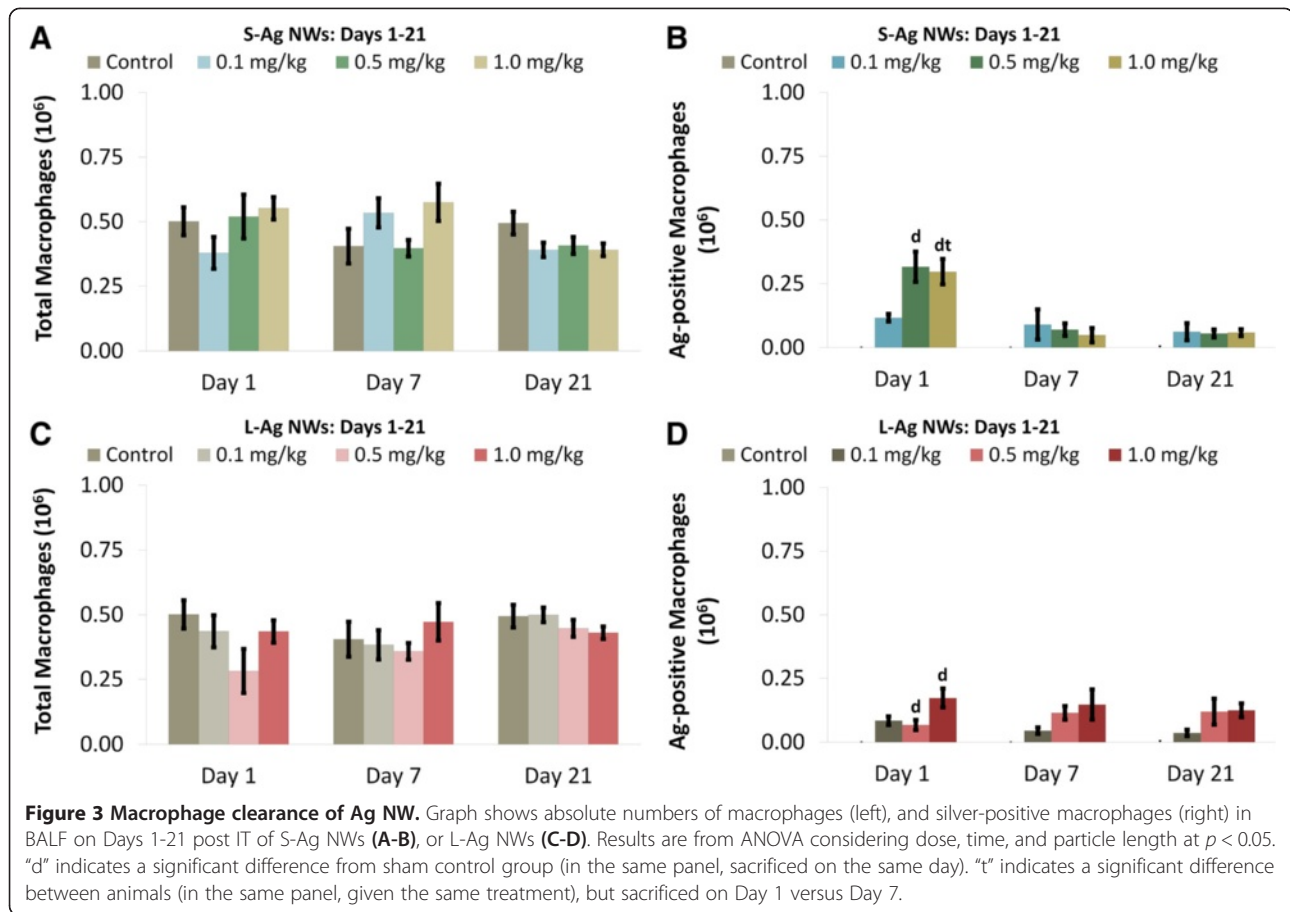 A
S-Ag NWs: Days 1-21
Control 0.1 mg/kg 0.5 mg/kg 1.0 mg/kg
Total Macrophages (10⁶)
1.00
0.75
0.50
0.25
0.00
Day 1 Day 7 Day 21
B
S-Ag NWs: Days 1-21
Control 0.1 mg/kg 0.5 mg/kg 1.0 mg/kg
Ag-positive Macrophages
(10⁶)
1.00
0.75
0.50
0.25
0.00
d dt
Day 1 Day 7 Day 21
C
L-Ag NWs: Days 1-21
Control 0.1 mg/kg 0.5 mg/kg 1.0 mg/kg
Total Macrophages (10⁶)
1.00
0.75
0.50
0.25
0.00
Day 1 Day 7 Day 21
D
L-Ag NWs: Days 1-21
Control 0.1 mg/kg 0.5 mg/kg 1.0 mg/kg
Ag-positive Macrophages
(10⁶)
1.00
0.75
0.50
0.25
0.00
d d
Day 1 Day 7 Day 21
Figure 3 Macrophage clearance of Ag NW. Graph shows absolute numbers of macrophages (left), and silver-positive macrophages (right) in
BALF on Days 1-21 post IT of S-Ag NWs (A-B), or L-Ag NWs (C-D). Results are from ANOVA considering dose, time, and particle length at p < 0.05.
“d” indicates a significant difference from sham control group (in the same panel, sacrificed on the same day). “t” indicates a significant difference
between animals (in the same panel, given the same treatment), but sacrificed on Day 1 versus Day 7.